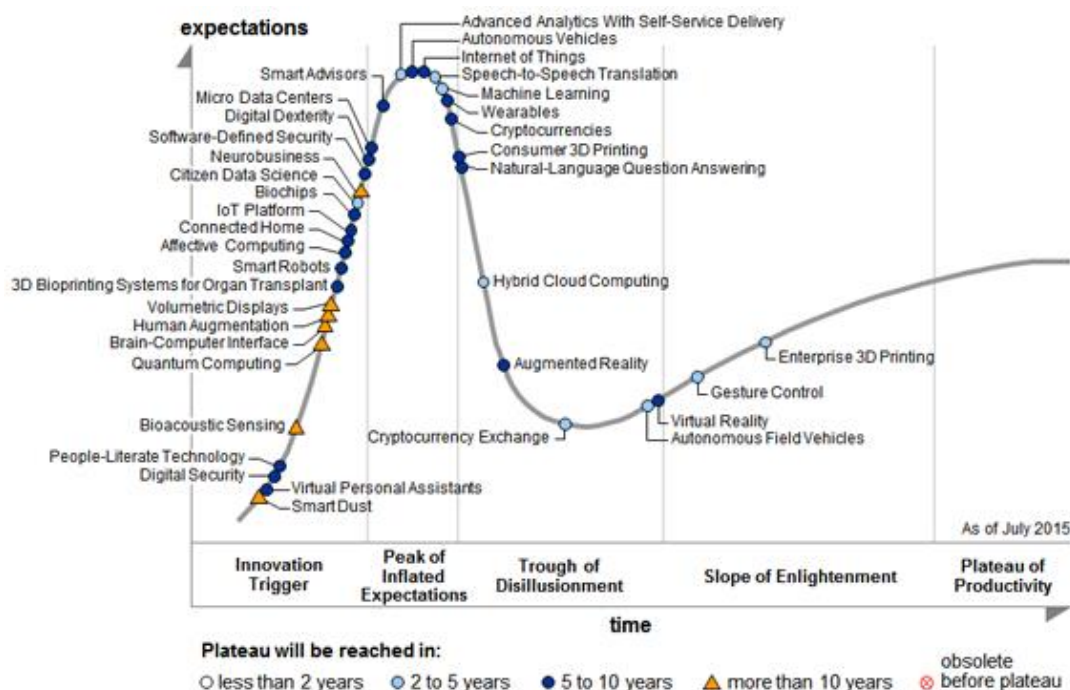 expectations
Advanced Analytics With Self-Service Delivery
Autonomous Vehicles
Internet of Things
Smart Advisors
Speech-to-Speech Translation
Machine Learning
Micro Data Centers
Wearables
Digital Dexterity
Cryptocurrencies
Software-Defined Security
Consumer 3D Printing
Neurobusiness
Natural-Language Question Answering
Citizen Data Science
Biochips
IoT Platform
Connected Home
Affective Computing
Smart Robots
3D Bioprinting Systems for Organ Transplant
Hybrid Cloud Computing
Volumetric Displays
Human Augmentation
Brain-Computer Interface
Quantum Computing
Augmented Reality
Enterprise 3D Printing
Gesture Control
Virtual Reality
Bioacoustic Sensing
Cryptocurrency Exchange
Autonomous Field Vehicles
People-Literate Technology
Digital Security
Virtual Personal Assistants
Smart Dust
As of July 2015
Innovation
Trigger
Peak of
Inflated
Expectations
Trough of
Disillusionment
Slope of Enlightenment
Plateau of
Productivity
time
Plateau will be reached in:
less than 2 years
2 to 5 years
5 to 10 years
more than 10 years
obsolete
before plateau